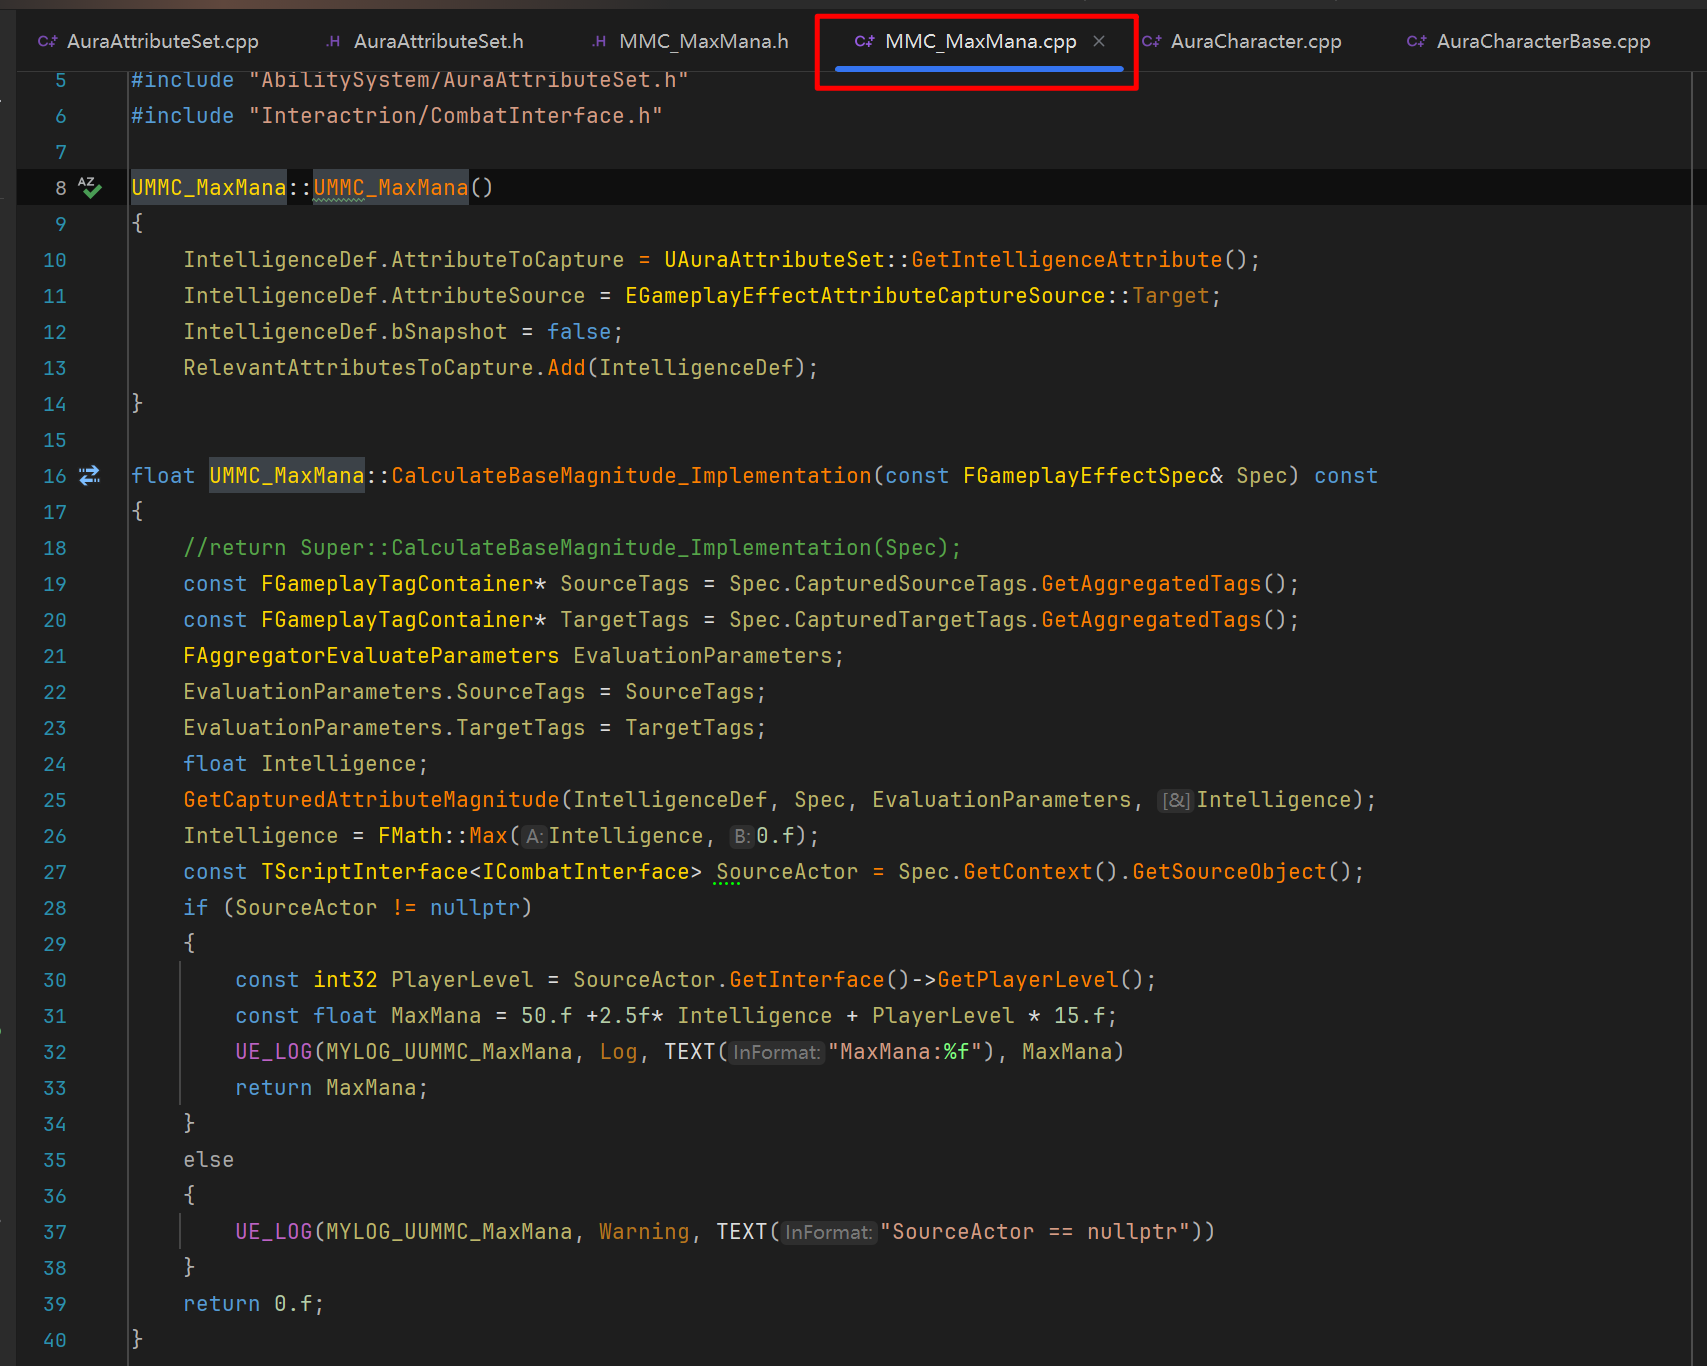 AuraAttributeSet.cpp .H AuraAttributeSet.h .H MMC_MaxMana.h C+ MMC_MaxMana.cpp × C+ AuraCharacter.cpp C+ AuraCharacterBase.cpp
5 #include "AbilitySystem/AuraAttributeSet.h"
6 #include "Interactrion/CombatInterface.h"
7
8 AZ UMMC_MaxMana::UMMC_MaxMana()
9 {
10 IntelligenceDef.AttributeToCapture = UAuraAttributeSet::GetIntelligenceAttribute();
11 IntelligenceDef.AttributeSource = EGameplayEffectAttributeCaptureSource::Target;
12 IntelligenceDef.bSnapshot = false;
13 RelevantAttributesToCapture.Add(IntelligenceDef);
14 }
15
16 float UMMC_MaxMana::CalculateBaseMagnitude_Implementation(const FGameplayEffectSpec& Spec) const
17 {
18 //return Super::CalculateBaseMagnitude_Implementation(Spec);
19 const FGameplayTagContainer* SourceTags = Spec.CapturedSourceTags.GetAggregatedTags();
20 const FGameplayTagContainer* TargetTags = Spec.CapturedTargetTags.GetAggregatedTags();
21 FAggregatorEvaluateParameters EvaluationParameters;
22 EvaluationParameters.SourceTags = SourceTags;
23 EvaluationParameters.TargetTags = TargetTags;
24 float Intelligence;
25 GetCapturedAttributeMagnitude(IntelligenceDef, Spec, EvaluationParameters, [&]Intelligence);
26 Intelligence = FMath::Max(A:Intelligence, B:0.f);
27 const TScriptInterface<ICombatInterface> SourceActor = Spec.GetContext().GetSourceObject();
28 if (SourceActor != nullptr)
29 {
30 const int32 PlayerLevel = SourceActor.GetInterface()->GetPlayerLevel();
31 const float MaxMana = 50.f +2.5f* Intelligence + PlayerLevel * 15.f;
32 UE_LOG(MYLOG_UUMMC_MaxMana, Log, TEXT(InFormat:"MaxMana:%f"), MaxMana)
33 return MaxMana;
34 }
35 else
36 {
37 UE_LOG(MYLOG_UUMMC_MaxMana, Warning, TEXT(InFormat:"SourceActor == nullptr"))
38 }
39 return 0.f;
40 }